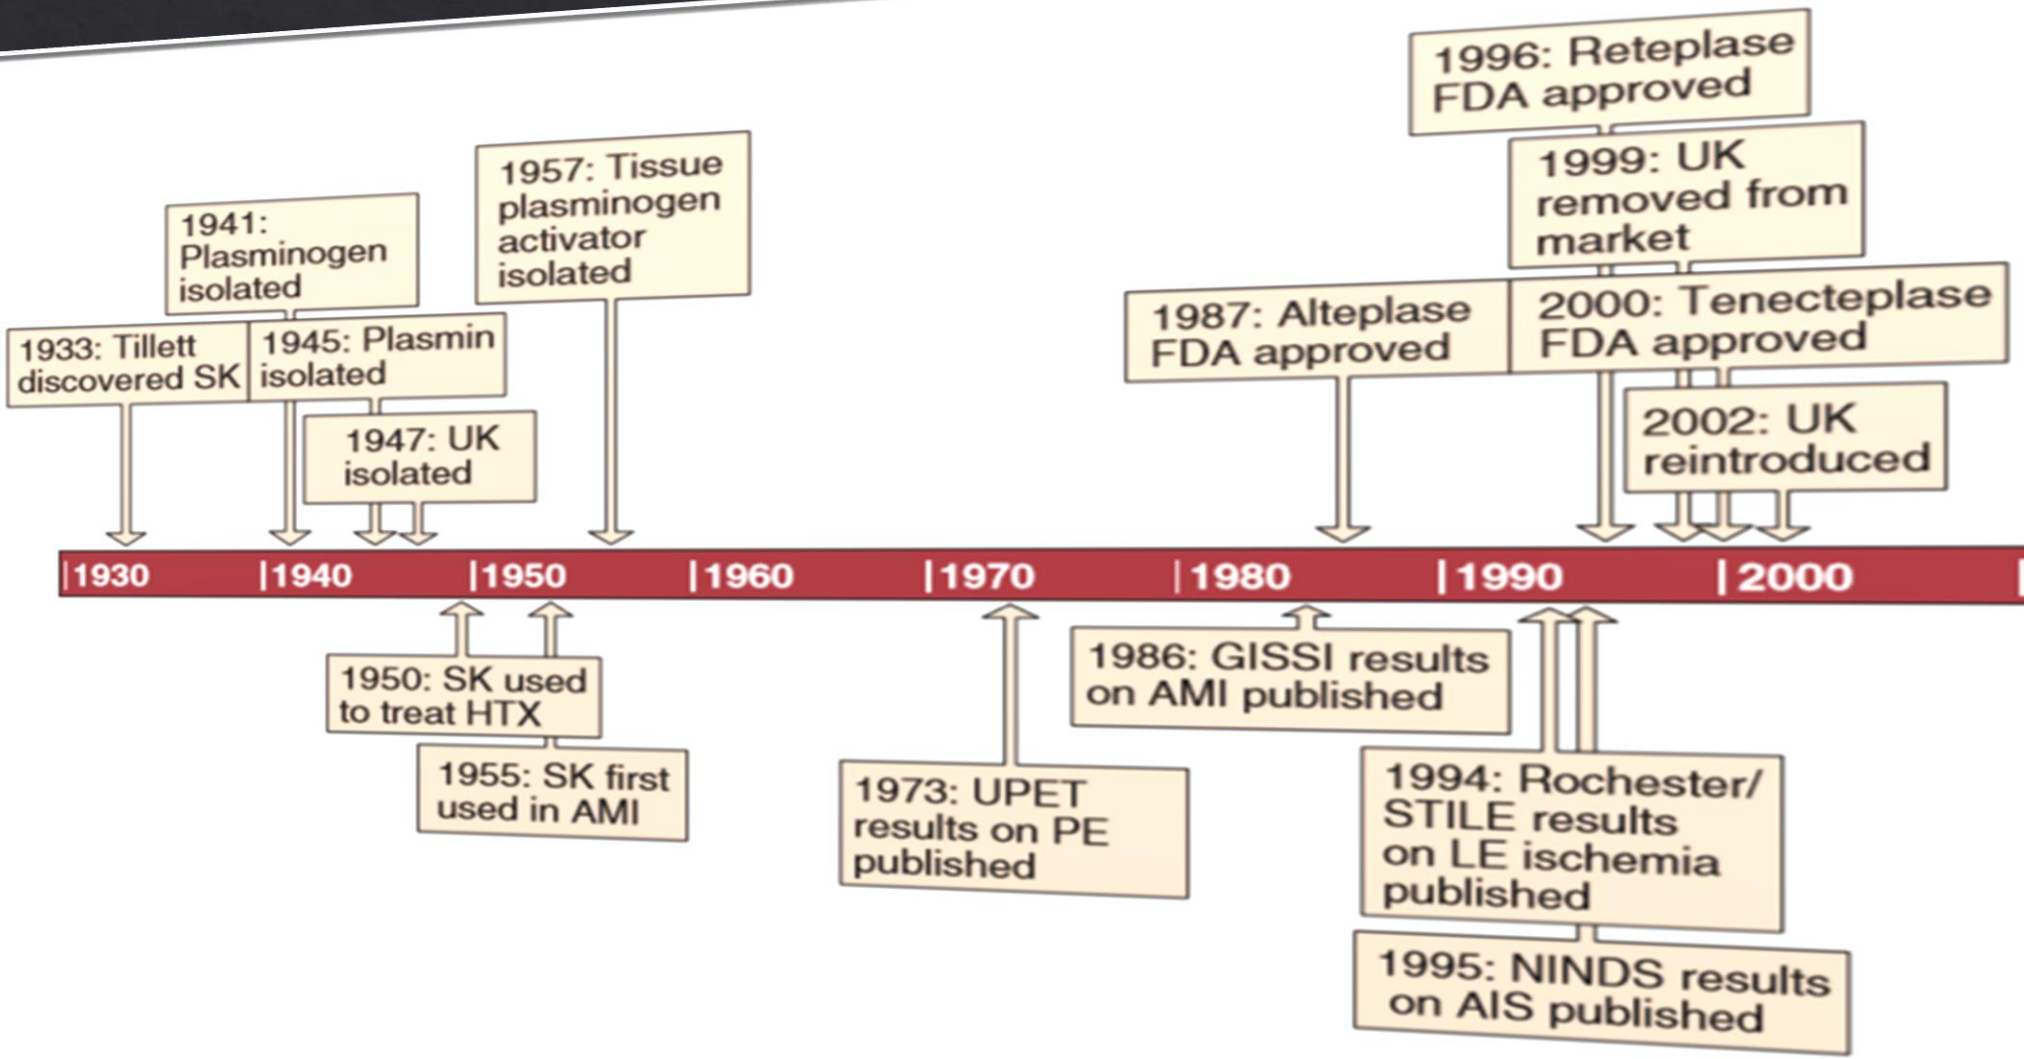 1996: Reteplase
FDA approved
1999: UK
removed from
market
1957: Tissue
plasminogen
activator
isolated
1941:
Plasminogen
isolated
1987: Alteplase
FDA approved
2000: Tenecteplase
FDA approved
1933: Tillett
discovered SK
1945: Plasmin
isolated
2002: UK
reintroduced
1947: UK
isolated
1930 1940 1950 1960 1970 1980 1990 2000
1950: SK used
to treat HTX
1986: GISSI results
on AMI published
1955: SK first
used in AMI
1973: UPET
results on PE
published
1994: Rochester/
STILE results
on LE ischemia
published
1995: NINDS results
on AIS published